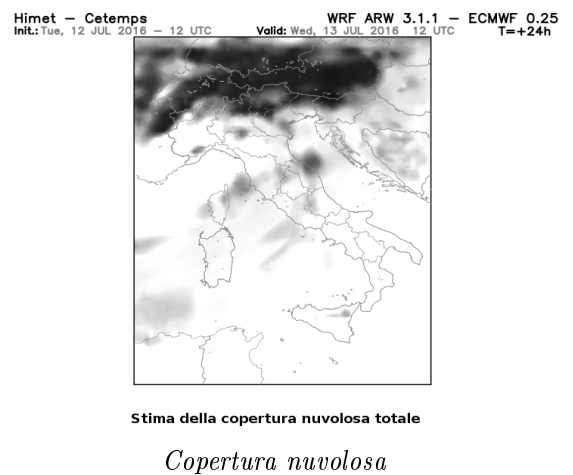 Himet − Cetemps WRF ARW 3.1.1 − ECMWF 0.25
Init.: Tue, 12 JUL 2016 − 12 UTC Valid: Wed, 13 JUL 2016 12 UTC T=+24h
Stima della copertura nuvolosa totale
Copertura nuvolosa